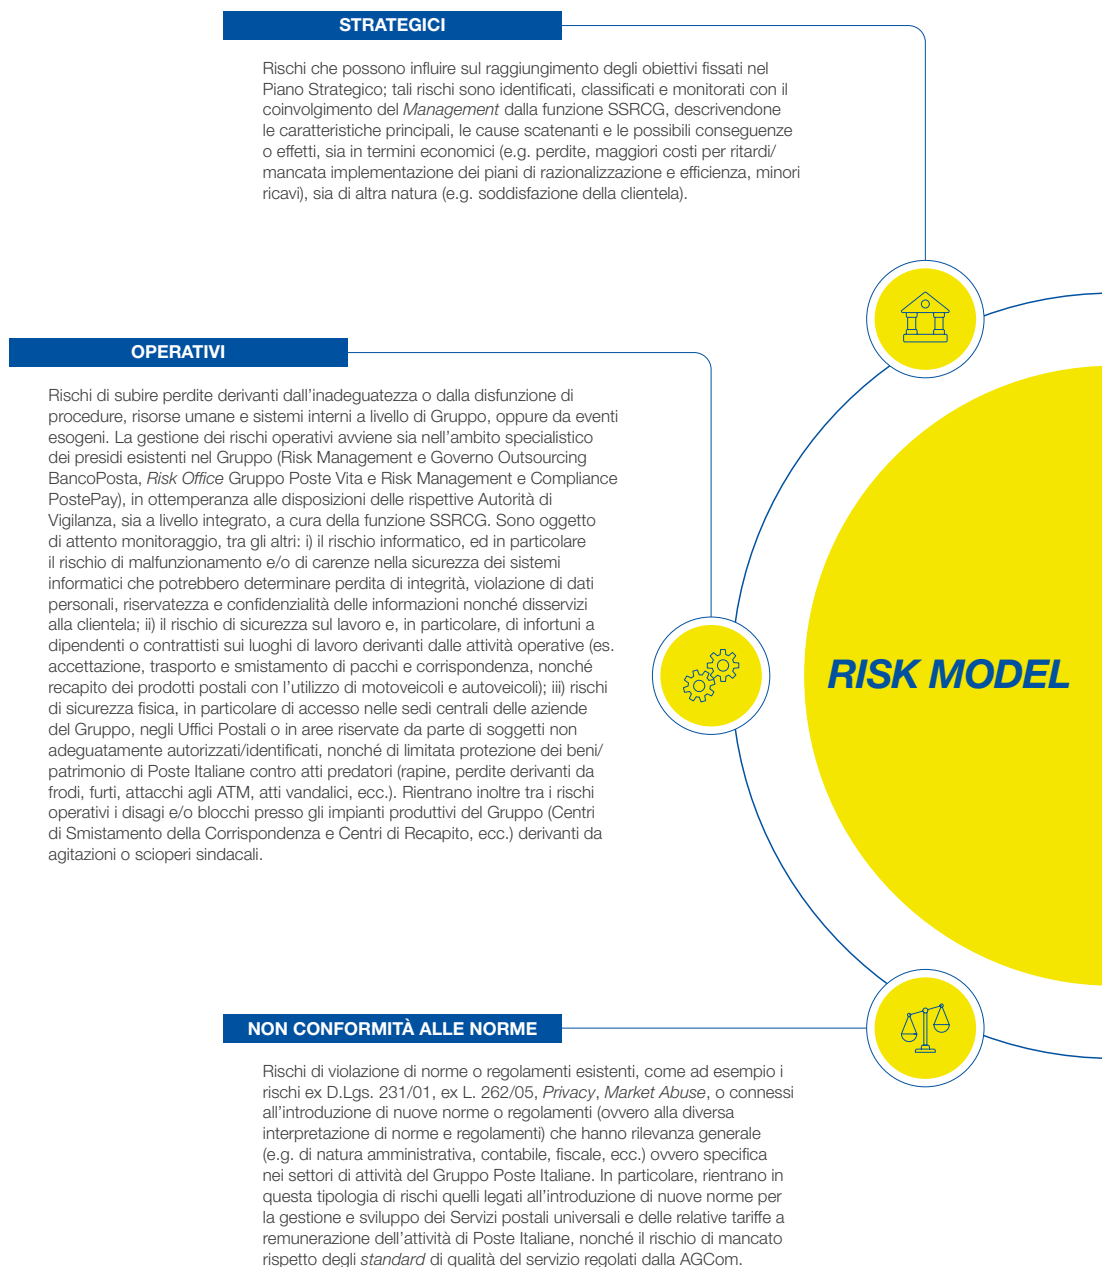 STRATEGICI
Rischi che possono influire sul raggiungimento degli obiettivi fissati nel
Piano Strategico; tali rischi sono identificati, classificati e monitorati con il
coinvolgimento del Management dalla funzione SSRCG, descrivendone
le caratteristiche principali, le cause scatenanti e le possibili conseguenze
o effetti, sia in termini economici (e.g. perdite, maggiori costi per ritardi/
mancata implementazione dei piani di razionalizzazione e efficienza, minori
ricavi), sia di altra natura (e.g. soddisfazione della clientela).
OPERATIVI
Rischi di subire perdite derivanti dall'inadeguatezza o dalla disfunzione di
procedure, risorse umane e sistemi interni a livello di Gruppo, oppure da eventi
esogeni. La gestione dei rischi operativi avviene sia nell'ambito specialistico
dei presidi esistenti nel Gruppo (Risk Management e Governo Outsourcing
BancoPosta, Risk Office Gruppo Poste Vita e Risk Management e Compliance
PostePay), in ottemperanza alle disposizioni delle rispettive Autorità di
Vigilanza, sia a livello integrato, a cura della funzione SSRCG. Sono oggetto
di attento monitoraggio, tra gli altri: i) il rischio informatico, ed in particolare
il rischio di malfunzionamento e/o di carenze nella sicurezza dei sistemi
informatici che potrebbero determinare perdita di integrità, violazione di dati
personali, riservatezza e confidenzialità delle informazioni nonché disservizi
alla clientela; ii) il rischio di sicurezza sul lavoro e, in particolare, di infortuni a
dipendenti o contrattisti sui luoghi di lavoro derivanti dalle attività operative (es.
accettazione, trasporto e smistamento di pacchi e corrispondenza, nonché
recapito dei prodotti postali con l'utilizzo di motoveicoli e autoveicoli); iii) rischi
di sicurezza fisica, in particolare di accesso nelle sedi centrali delle aziende
del Gruppo, negli Uffici Postali o in aree riservate da parte di soggetti non
adeguatamente autorizzati/identificati, nonché di limitata protezione dei beni/
patrimonio di Poste Italiane contro atti predatori (rapine, perdite derivanti da
frodi, furti, attacchi agli ATM, atti vandalici, ecc.). Rientrano inoltre tra i rischi
operativi i disagi e/o blocchi presso gli impianti produttivi del Gruppo (Centri
di Smistamento della Corrispondenza e Centri di Recapito, ecc.) derivanti da
agitazioni o scioperi sindacali.
RISK MODEL
NON CONFORMITÀ ALLE NORME
Rischi di violazione di norme o regolamenti esistenti, come ad esempio i
rischi ex D.Lgs. 231/01, ex L. 262/05, Privacy, Market Abuse, o connessi
all'introduzione di nuove norme o regolamenti (ovvero alla diversa
interpretazione di norme e regolamenti) che hanno rilevanza generale
(e.g. di natura amministrativa, contabile, fiscale, ecc.) ovvero specifica
nei settori di attività del Gruppo Poste Italiane. In particolare, rientrano in
questa tipologia di rischi quelli legati all'introduzione di nuove norme per
la gestione e sviluppo dei Servizi postali universali e delle relative tariffe a
remunerazione dell'attività di Poste Italiane, nonché il rischio di mancato
rispetto degli standard di qualità del servizio regolati dalla AGCom.